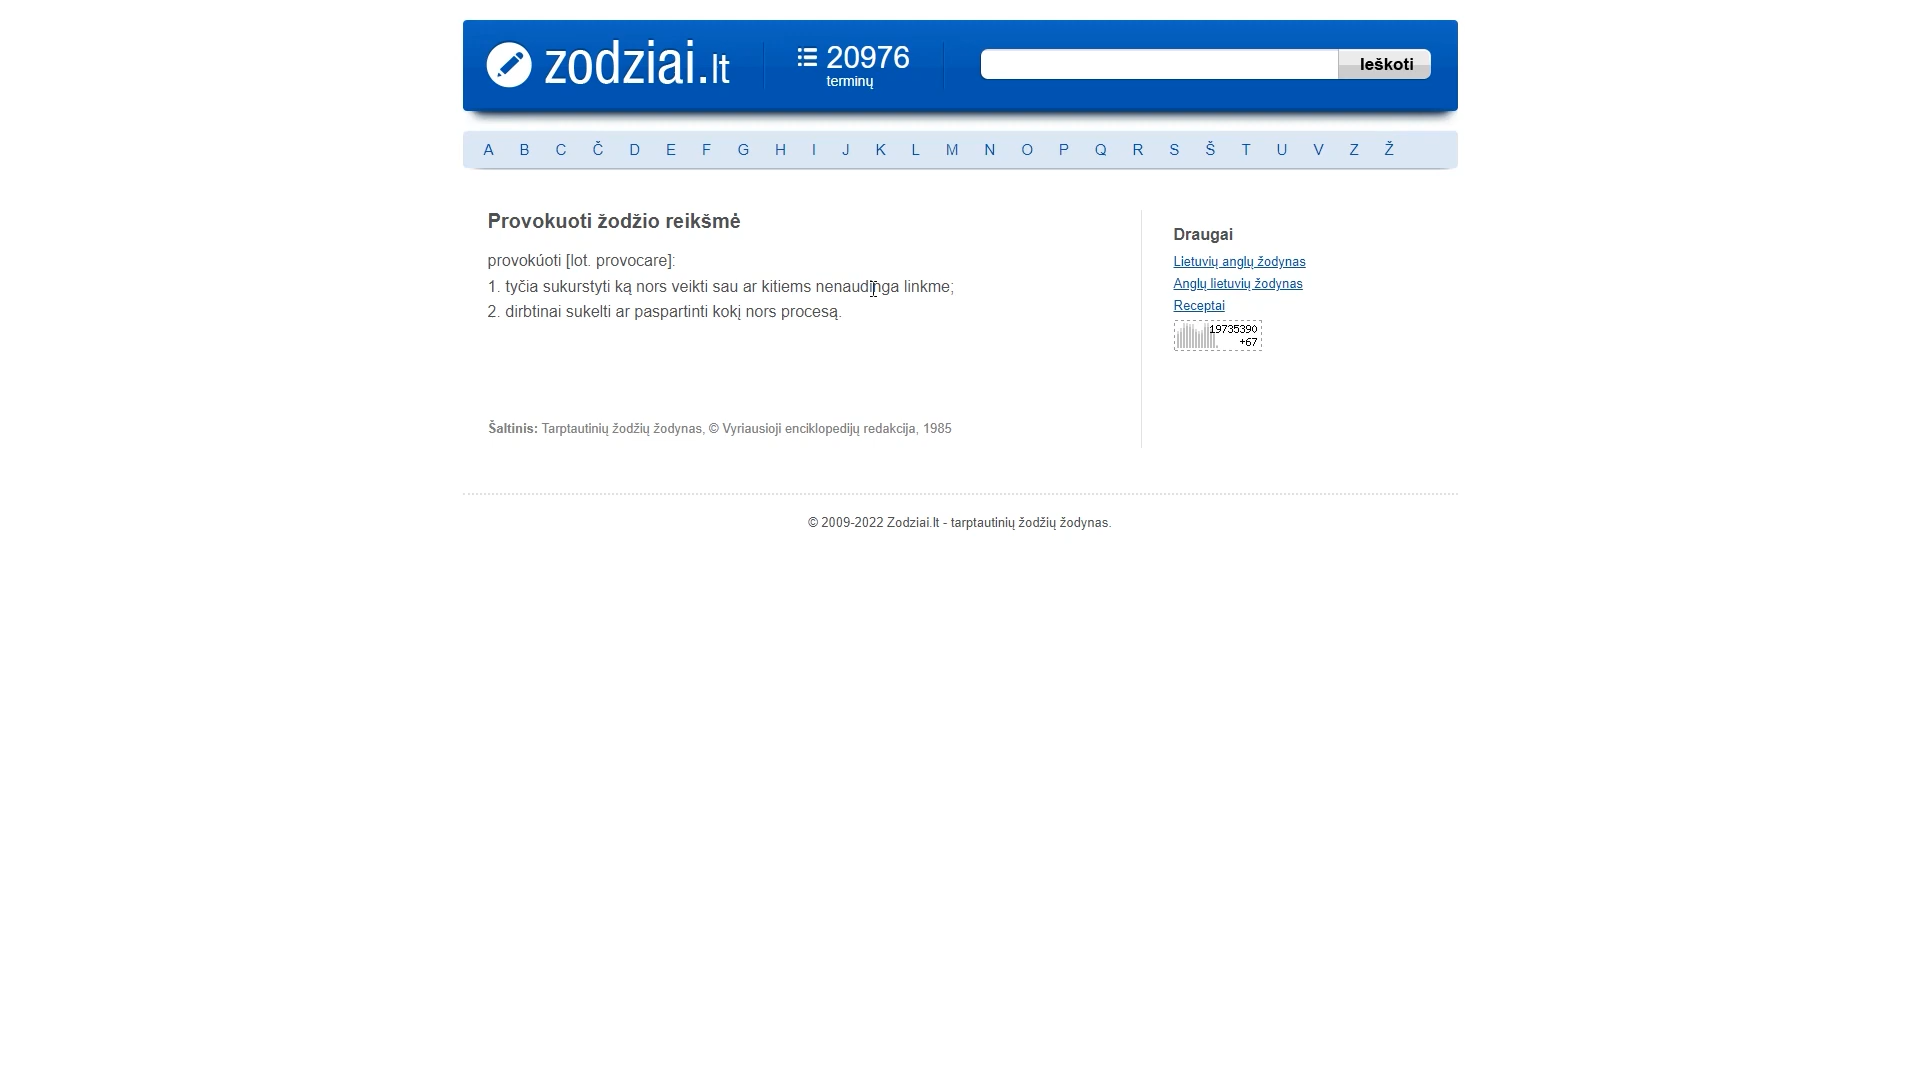 zodziai.lt
20976
terminų
Ieškoti
A B C Č D E F G H I J K L M N O P Q R S Š T U V Z Ž
Provokuoti žodžio reikšmė
provokúoti [lot. provocare]:
1. tyčia sukurstyti ką nors veikti sau ar kitiems nenaudinga linkme;
2. dirbtinai sukelti ar paspartinti kokį nors procesą.
Šaltinis: Tarptautinių žodžių žodynas, © Vyriausioji enciklopedijų redakcija, 1985
Draugai
Lietuvių anglų žodynas
Anglų lietuvių žodynas
Receptai
19735390
+67
© 2009-2022 Zodziai.lt - tarptautinių žodžių žodynas.